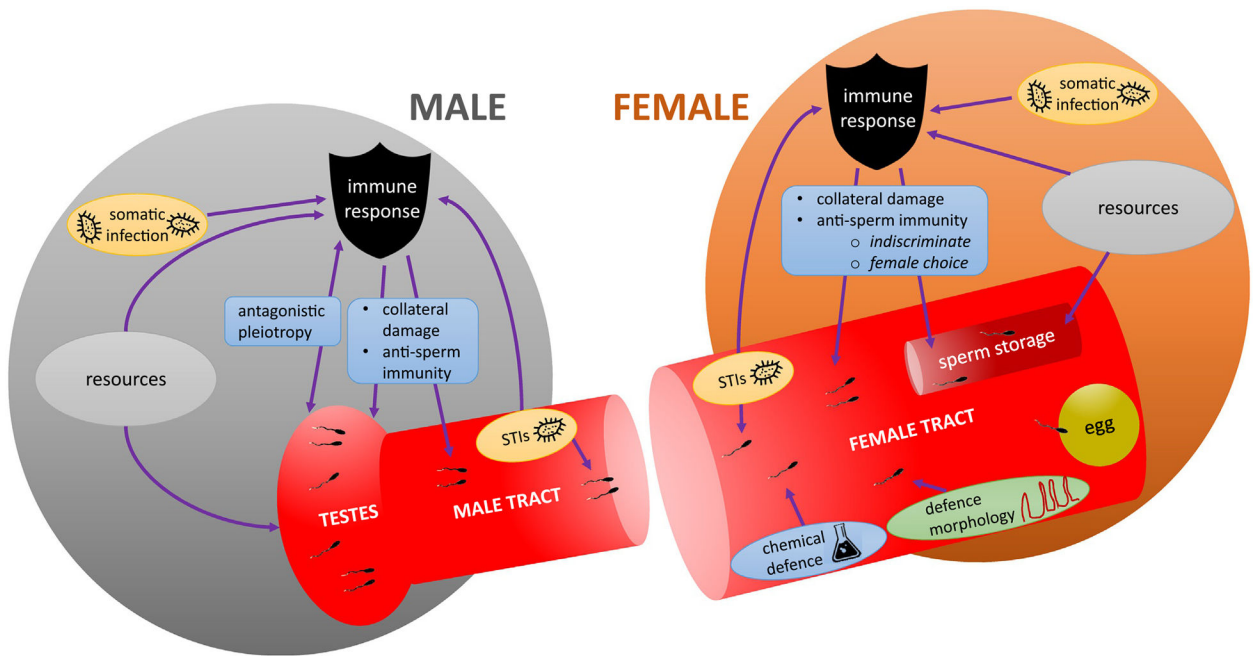 MALE
FEMALE
immune
response
somatic
infection
antagonistic
pleiotropy
• collateral
damage
• anti-sperm
immunity
resources
STIs
TESTES
MALE TRACT
immune
response
somatic
infection
• collateral damage
• anti-sperm immunity
o indiscriminate
o female choice
resources
sperm storage
STIs
FEMALE TRACT
egg
defence
morphology
chemical
defence